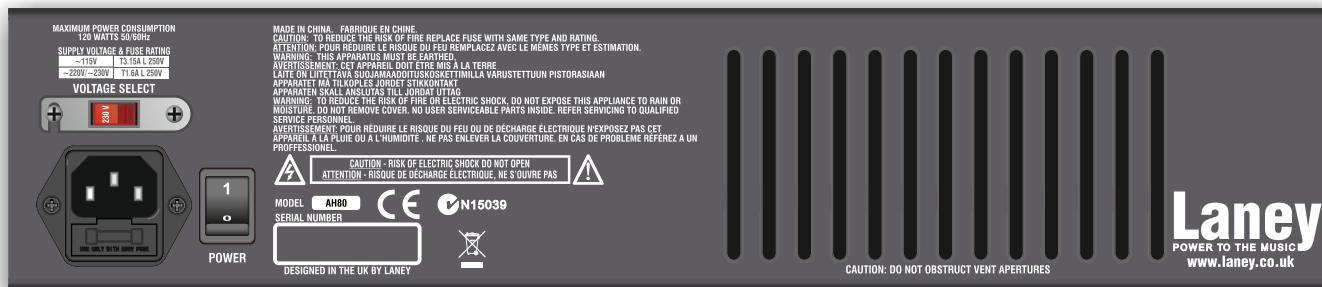 MAXIMUM POWER CONSUMPTION
120 WATTS 50/60Hz
SUPPLY VOLTAGE & FUSE RATING
~115V T3.15A L 250V
~220V/~230V T1.6A L 250V
VOLTAGE SELECT
230 V
USE ONLY WITH 250V FUSE
1
0
POWER
MADE IN CHINA. FABRIQUE EN CHINE.
CAUTION: TO REDUCE THE RISK OF FIRE REPLACE FUSE WITH SAME TYPE AND RATING.
ATTENTION: POUR RÉDUIRE LE RISQUE DU FEU REMPLACEZ AVEC LE MÊMES TYPE ET ESTIMATION.
WARNING: THIS APPARATUS MUST BE EARTHED.
AVERTISSEMENT: CET APPAREIL DOIT ÊTRE MIS À LA TERRE
LAITE ON LIITETTÄVÄ SUOJAMAADOITUSKOSKETTIMILLA VARUSTETTUUN PISTORASIAAN
APPARATET MÅ TILKOPLES JORDET STIKKONTAKT
APPARATEN SKALL ANSLUTAS TILL JORDAT UTTAG
WARNING: TO REDUCE THE RISK OF FIRE OR ELECTRIC SHOCK, DO NOT EXPOSE THIS APPLIANCE TO RAIN OR
MOISTURE. DO NOT REMOVE COVER. NO USER SERVICEABLE PARTS INSIDE. REFER SERVICING TO QUALIFIED
SERVICE PERSONNEL.
AVERTISSEMENT: POUR RÉDUIRE LE RISQUE DU FEU OU DE DÉCHARGE ÉLECTRIQUE N'EXPOSEZ PAS CET
APPAREIL À LA PLUIE OU A L'HUMIDITÉ . NE PAS ENLEVER LA COUVERTURE. EN CAS DE PROBLEME RÉFÉREZ A UN
PROFFESSIONEL.
CAUTION - RISK OF ELECTRIC SHOCK DO NOT OPEN
ATTENTION - RISQUE DE DÉCHARGE ÉLECTRIQUE, NE S'OUVRE PAS
MODEL AH80 CE N15039
SERIAL NUMBER
DESIGNED IN THE UK BY LANEY
CAUTION: DO NOT OBSTRUCT VENT APERTURES
Laney
POWER TO THE MUSIC
www.laney.co.uk